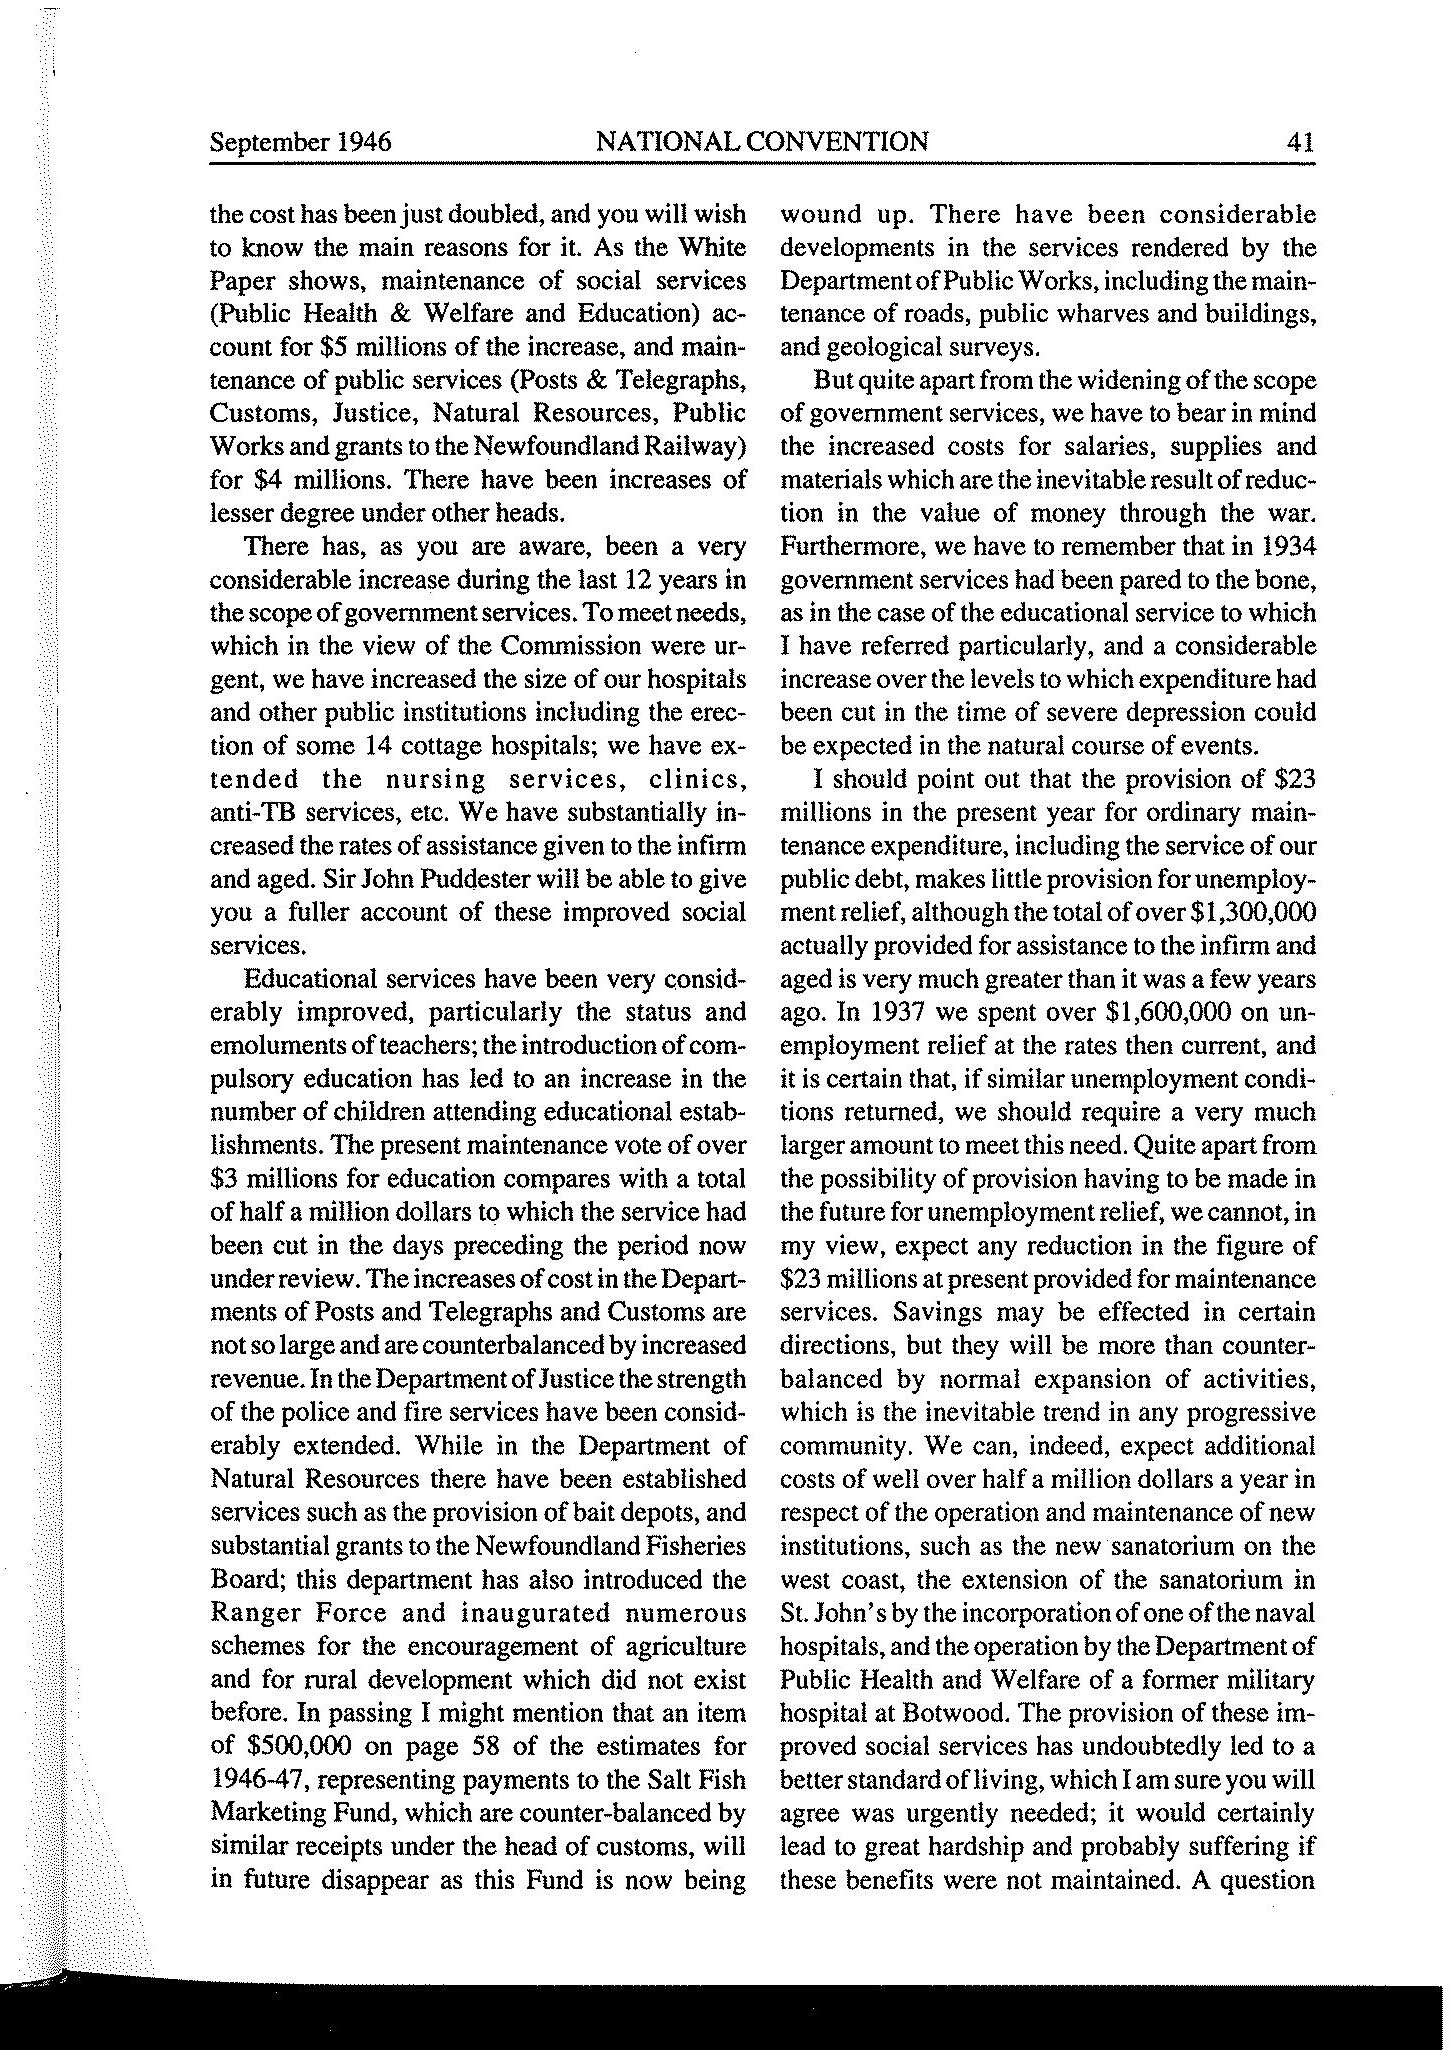 September 1946
NATIONAL CONVENTION
41
the cost has been just doubled, and you will wish
to know the main reasons for it. As the White
Paper shows, maintenance of social services
(Public Health & Welfare and Education) ac-
count for $5 millions of the increase, and main-
tenance of public services (Posts & Telegraphs,
Customs, Justice, Natural Resources, Public
Works and grants to the Newfoundland Railway)
for $4 millions. There have been increases of
lesser degree under other heads.
There has, as you are aware, been a very
considerable increase during the last 12 years in
the scope of government services. To meet needs,
which in the view of the Commission were ur-
gent, we have increased the size of our hospitals
and other public institutions including the erec-
tion of some 14 cottage hospitals; we have ex-
tended the nursing services, clinics,
anti-TB services, etc. We have substantially in-
creased the rates of assistance given to the infirm
and aged. Sir John Puddester will be able to give
you a fuller account of these improved social
services.
Educational services have been very consid-
erably improved, particularly the status and
emoluments of teachers; the introduction of com-
pulsory education has led to an increase in the
number of children attending educational estab-
lishments. The present maintenance vote of over
$3 millions for education compares with a total
of half a million dollars to which the service had
been cut in the days preceding the period now
under review. The increases of cost in the Depart-
ments of Posts and Telegraphs and Customs are
not so large and are counterbalanced by increased
revenue. In the Department of Justice the strength
of the police and fire services have been consid-
erably extended. While in the Department of
Natural Resources there have been established
services such as the provision of bait depots, and
substantial grants to the Newfoundland Fisheries
Board; this department has also introduced the
Ranger Force and inaugurated numerous
schemes for the encouragement of agriculture
and for rural development which did not exist
before. In passing I might mention that an item
of $500,000 on page 58 of the estimates for
1946-47, representing payments to the Salt Fish
Marketing Fund, which are counter-balanced by
similar receipts under the head of customs, will
in future disappear as this Fund is now being
wound up. There have been considerable
developments in the services rendered by the
Department of Public Works, including the main-
tenance of roads, public wharves and buildings,
and geological surveys.
But quite apart from the widening of the scope
of government services, we have to bear in mind
the increased costs for salaries, supplies and
materials which are the inevitable result of reduc-
tion in the value of money through the war.
Furthermore, we have to remember that in 1934
government services had been pared to the bone,
as in the case of the educational service to which
I have referred particularly, and a considerable
increase over the levels to which expenditure had
been cut in the time of severe depression could
be expected in the natural course of events.
I should point out that the provision of $23
millions in the present year for ordinary main-
tenance expenditure, including the service of our
public debt, makes little provision for unemploy-
ment relief, although the total of over $1,300,000
actually provided for assistance to the infirm and
aged is very much greater than it was a few years
ago. In 1937 we spent over $1,600,000 on un-
employment relief at the rates then current, and
it is certain that, if similar unemployment condi-
tions returned, we should require a very much
larger amount to meet this need. Quite apart from
the possibility of provision having to be made in
the future for unemployment relief, we cannot, in
my view, expect any reduction in the figure of
$23 millions at present provided for maintenance
services. Savings may be effected in certain
directions, but they will be more than counter-
balanced by normal expansion of activities,
which is the inevitable trend in any progressive
community. We can, indeed, expect additional
costs of well over half a million dollars a year in
respect of the operation and maintenance of new
institutions, such as the new sanatorium on the
west coast, the extension of the sanatorium in
St. John's by the incorporation of one of the naval
hospitals, and the operation by the Department of
Public Health and Welfare of a former military
hospital at Botwood. The provision of these im-
proved social services has undoubtedly led to a
better standard of living, which I am sure you will
agree was urgently needed; it would certainly
lead to great hardship and probably suffering if
these benefits were not maintained. A question